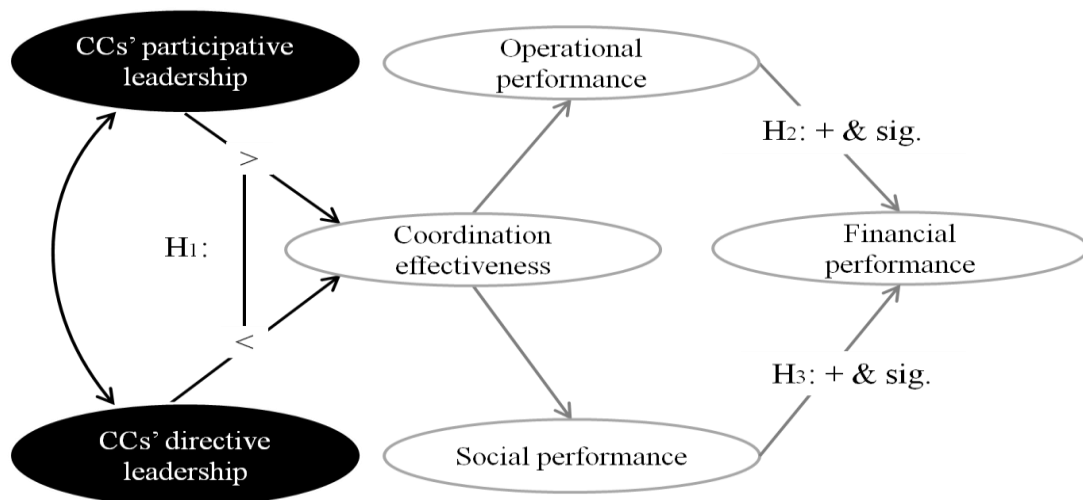 CCs’ participative
leadership
Operational
performance
H2: + & sig.
>
H1:
Coordination
effectiveness
Financial
performance
<
H3: + & sig.
CCs’ directive
leadership
Social performance